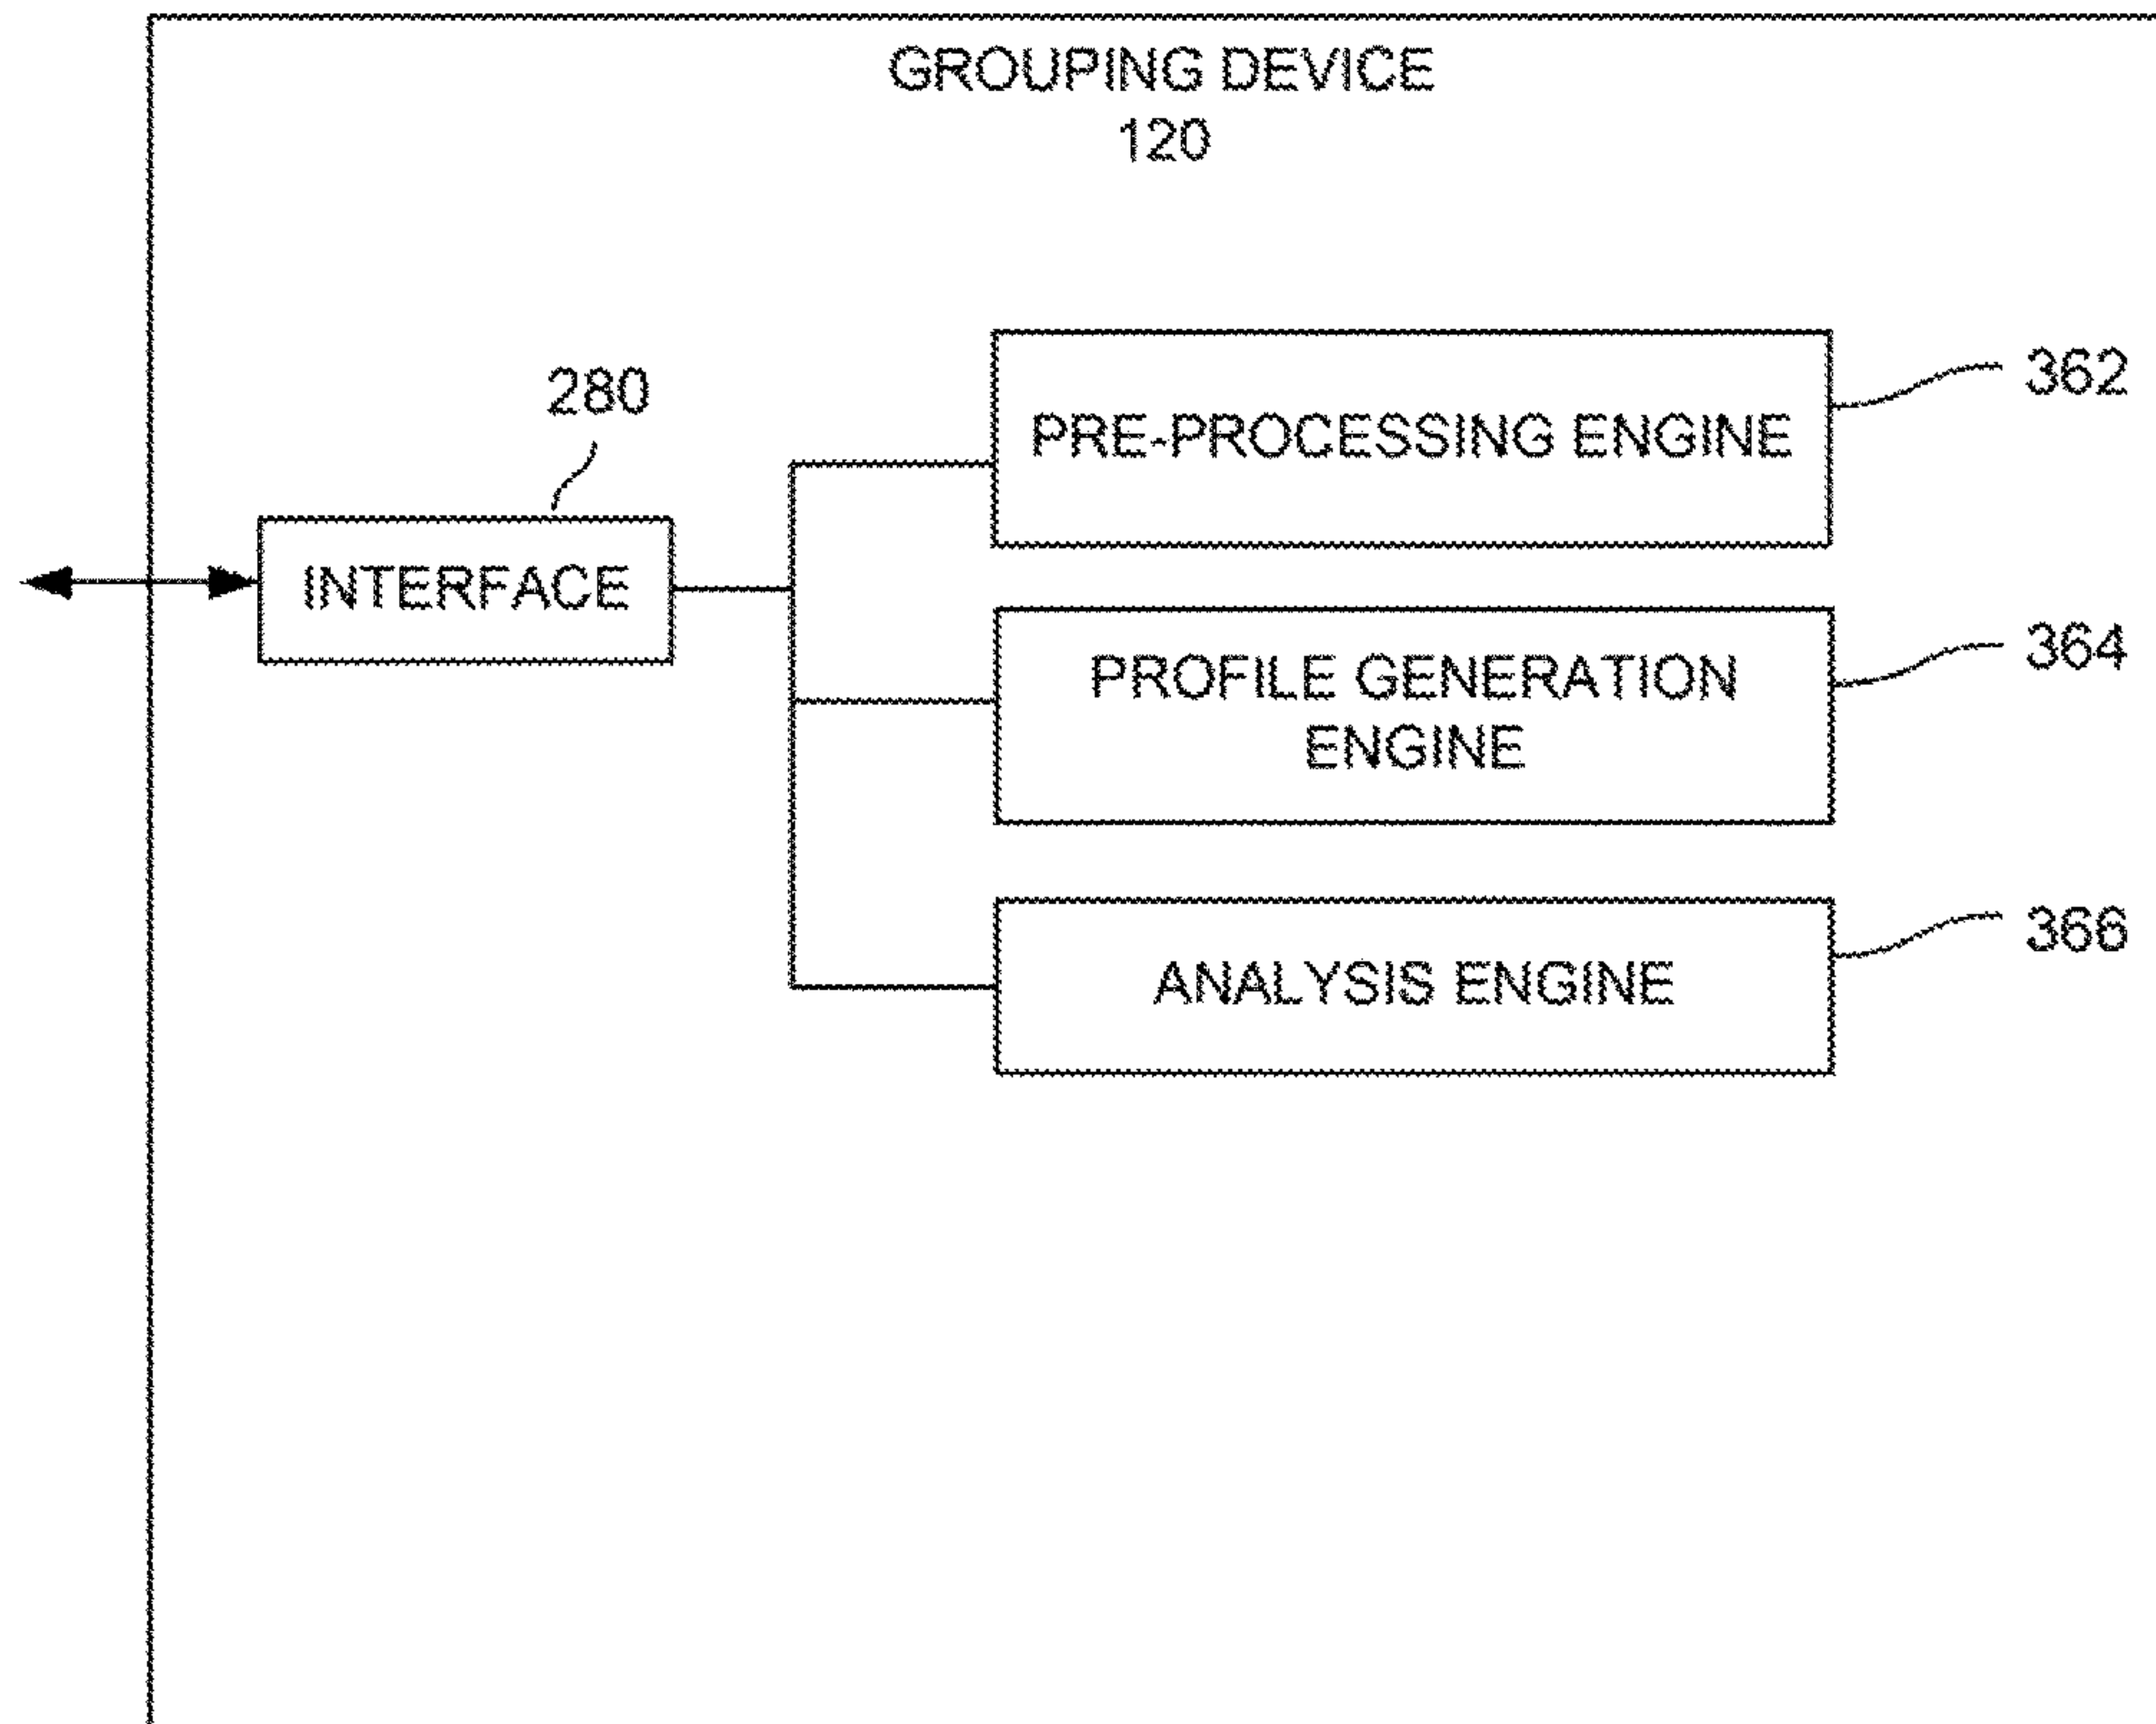 GROUPING DEVICE
120
280
INTERFACE
PRE-PROCESSING ENGINE
362
PROFILE GENERATION
ENGINE
364
ANALYSIS ENGINE
366